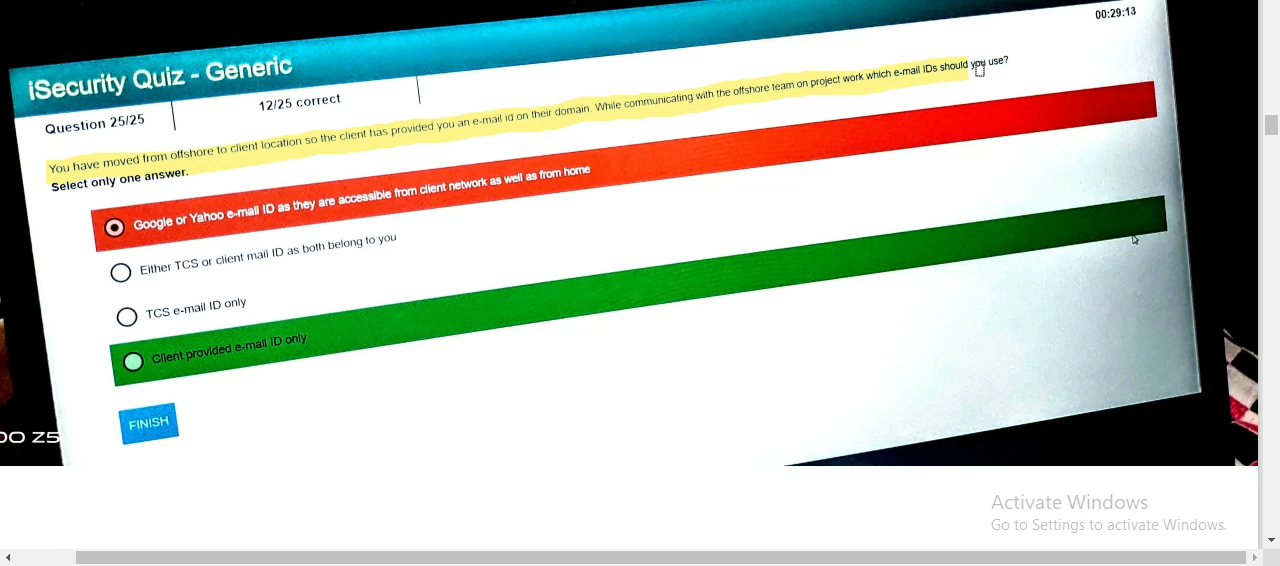 00:29:13
iSecurity Quiz - Generic
Question 25/25
12/25 correct
You have moved from offshore to client location so the client has provided you an e-mail id on their domain. While communicating with the offshore team on project work which e-mail IDs should you use?
Select only one answer.
Google or Yahoo e-mail ID as they are accessible from client network as well as from home
Either TCS or client mail ID as both belong to you
TCS e-mail ID only
Client provided e-mail ID only
FINISH
Z5
Activate Windows
Go to Settings to activate Windows.